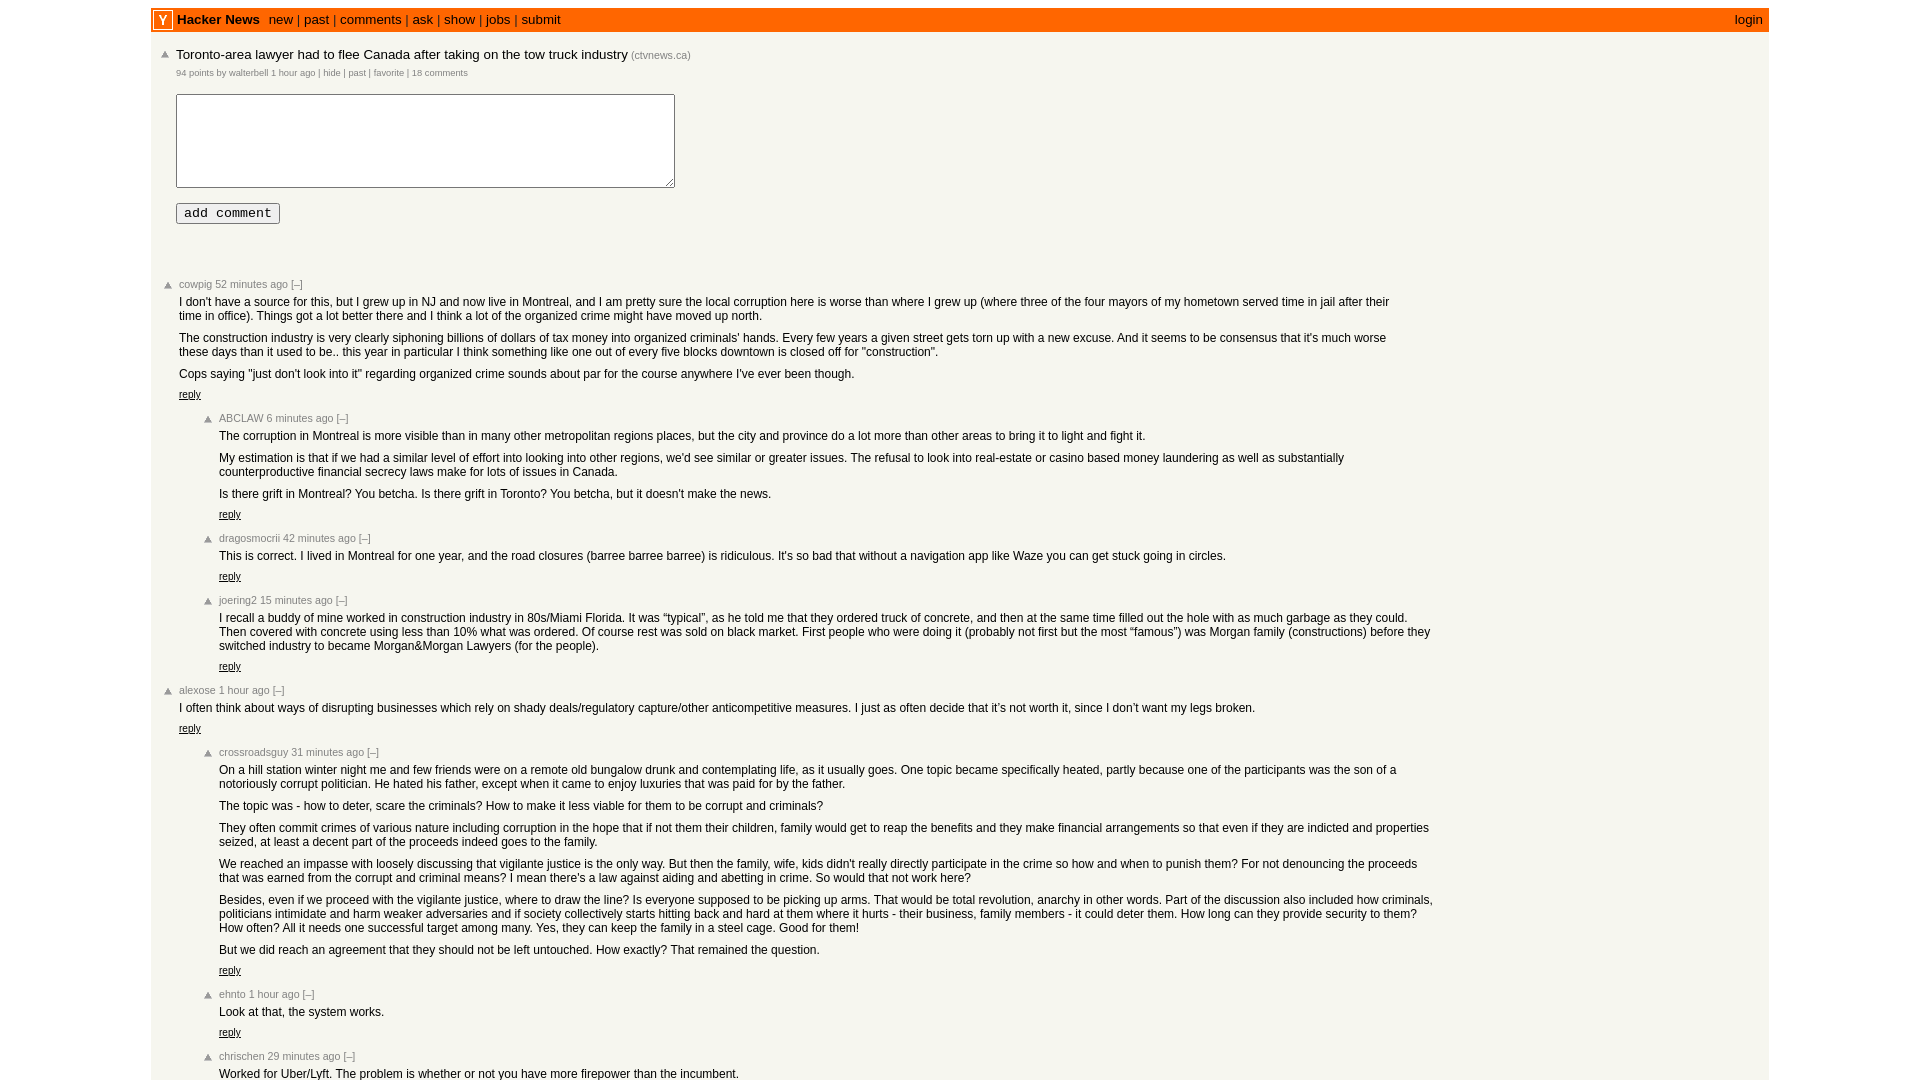 Y Hacker News new | past | comments | ask | show | jobs | submit login
Toronto-area lawyer had to flee Canada after taking on the tow truck industry (ctvnews.ca)
94 points by walterbell 1 hour ago | hide | past | favorite | 18 comments
add comment
cowpig 52 minutes ago [–]
I don't have a source for this, but I grew up in NJ and now live in Montreal, and I am pretty sure the local corruption here is worse than where I grew up (where three of the four mayors of my hometown served time in jail after their
time in office). Things got a lot better there and I think a lot of the organized crime might have moved up north.
The construction industry is very clearly siphoning billions of dollars of tax money into organized criminals' hands. Every few years a given street gets torn up with a new excuse. And it seems to be consensus that it's much worse
these days than it used to be.. this year in particular I think something like one out of every five blocks downtown is closed off for "construction".
Cops saying "just don't look into it" regarding organized crime sounds about par for the course anywhere I've ever been though.
reply
ABCLAW 6 minutes ago [–]
The corruption in Montreal is more visible than in many other metropolitan regions places, but the city and province do a lot more than other areas to bring it to light and fight it.
My estimation is that if we had a similar level of effort into looking into other regions, we'd see similar or greater issues. The refusal to look into real-estate or casino based money laundering as well as substantially
counterproductive financial secrecy laws make for lots of issues in Canada.
Is there grift in Montreal? You betcha. Is there grift in Toronto? You betcha, but it doesn't make the news.
reply
dragosmocrii 42 minutes ago [–]
This is correct. I lived in Montreal for one year, and the road closures (barree barree barree) is ridiculous. It's so bad that without a navigation app like Waze you can get stuck going in circles.
reply
joering2 15 minutes ago [–]
I recall a buddy of mine worked in construction industry in 80s/Miami Florida. It was “typical”, as he told me that they ordered truck of concrete, and then at the same time filled out the hole with as much garbage as they could.
Then covered with concrete using less than 10% what was ordered. Of course rest was sold on black market. First people who were doing it (probably not first but the most “famous”) was Morgan family (constructions) before they
switched industry to became Morgan&Morgan Lawyers (for the people).
reply
alexose 1 hour ago [–]
I often think about ways of disrupting businesses which rely on shady deals/regulatory capture/other anticompetitive measures. I just as often decide that it’s not worth it, since I don’t want my legs broken.
reply
crossroadsguy 31 minutes ago [–]
On a hill station winter night me and few friends were on a remote old bungalow drunk and contemplating life, as it usually goes. One topic became specifically heated, partly because one of the participants was the son of a
notoriously corrupt politician. He hated his father, except when it came to enjoy luxuries that was paid for by the father.
The topic was - how to deter, scare the criminals? How to make it less viable for them to be corrupt and criminals?
They often commit crimes of various nature including corruption in the hope that if not them their children, family would get to reap the benefits and they make financial arrangements so that even if they are indicted and properties
seized, at least a decent part of the proceeds indeed goes to the family.
We reached an impasse with loosely discussing that vigilante justice is the only way. But then the family, wife, kids didn't really directly participate in the crime so how and when to punish them? For not denouncing the proceeds
that was earned from the corrupt and criminal means? I mean there's a law against aiding and abetting in crime. So would that not work here?
Besides, even if we proceed with the vigilante justice, where to draw the line? Is everyone supposed to be picking up arms. That would be total revolution, anarchy in other words. Part of the discussion also included how criminals,
politicians intimidate and harm weaker adversaries and if society collectively starts hitting back and hard at them where it hurts - their business, family members - it could deter them. How long can they provide security to them?
How often? All it needs one successful target among many. Yes, they can keep the family in a steel cage. Good for them!
But we did reach an agreement that they should not be left untouched. How exactly? That remained the question.
reply
ehnto 1 hour ago [–]
Look at that, the system works.
reply
chrischen 29 minutes ago [–]
Worked for Uber/Lyft. The problem is whether or not you have more firepower than the incumbent.